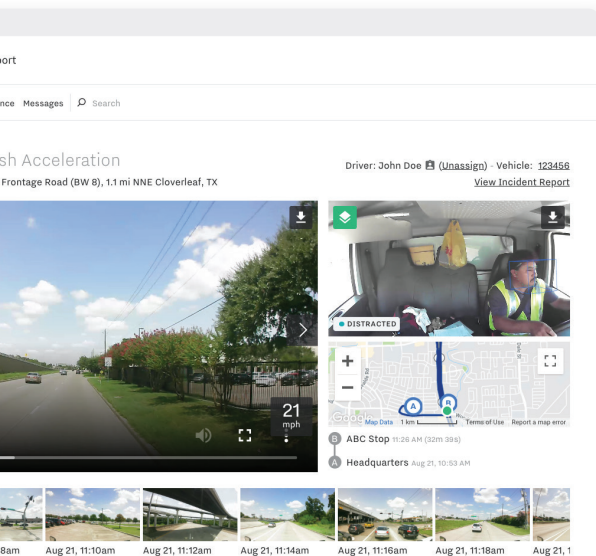 ort
nce Messages Search
sh Acceleration
Driver: John Doe (Unassign) - Vehicle: 123456
Frontage Road (BW 8), 1.1 mi NNE Cloverleaf, TX
View Incident Report
DISTRACTED
21
mph
+
−
A
B
Google
Map Data 1 km Terms of Use Report a map error
B ABC Stop 11:26 AM (32m 39s)
A Headquarters Aug 21, 10:53 AM
8am Aug 21, 11:10am Aug 21, 11:12am Aug 21, 11:14am Aug 21, 11:16am Aug 21, 11:18am Aug 21, 1